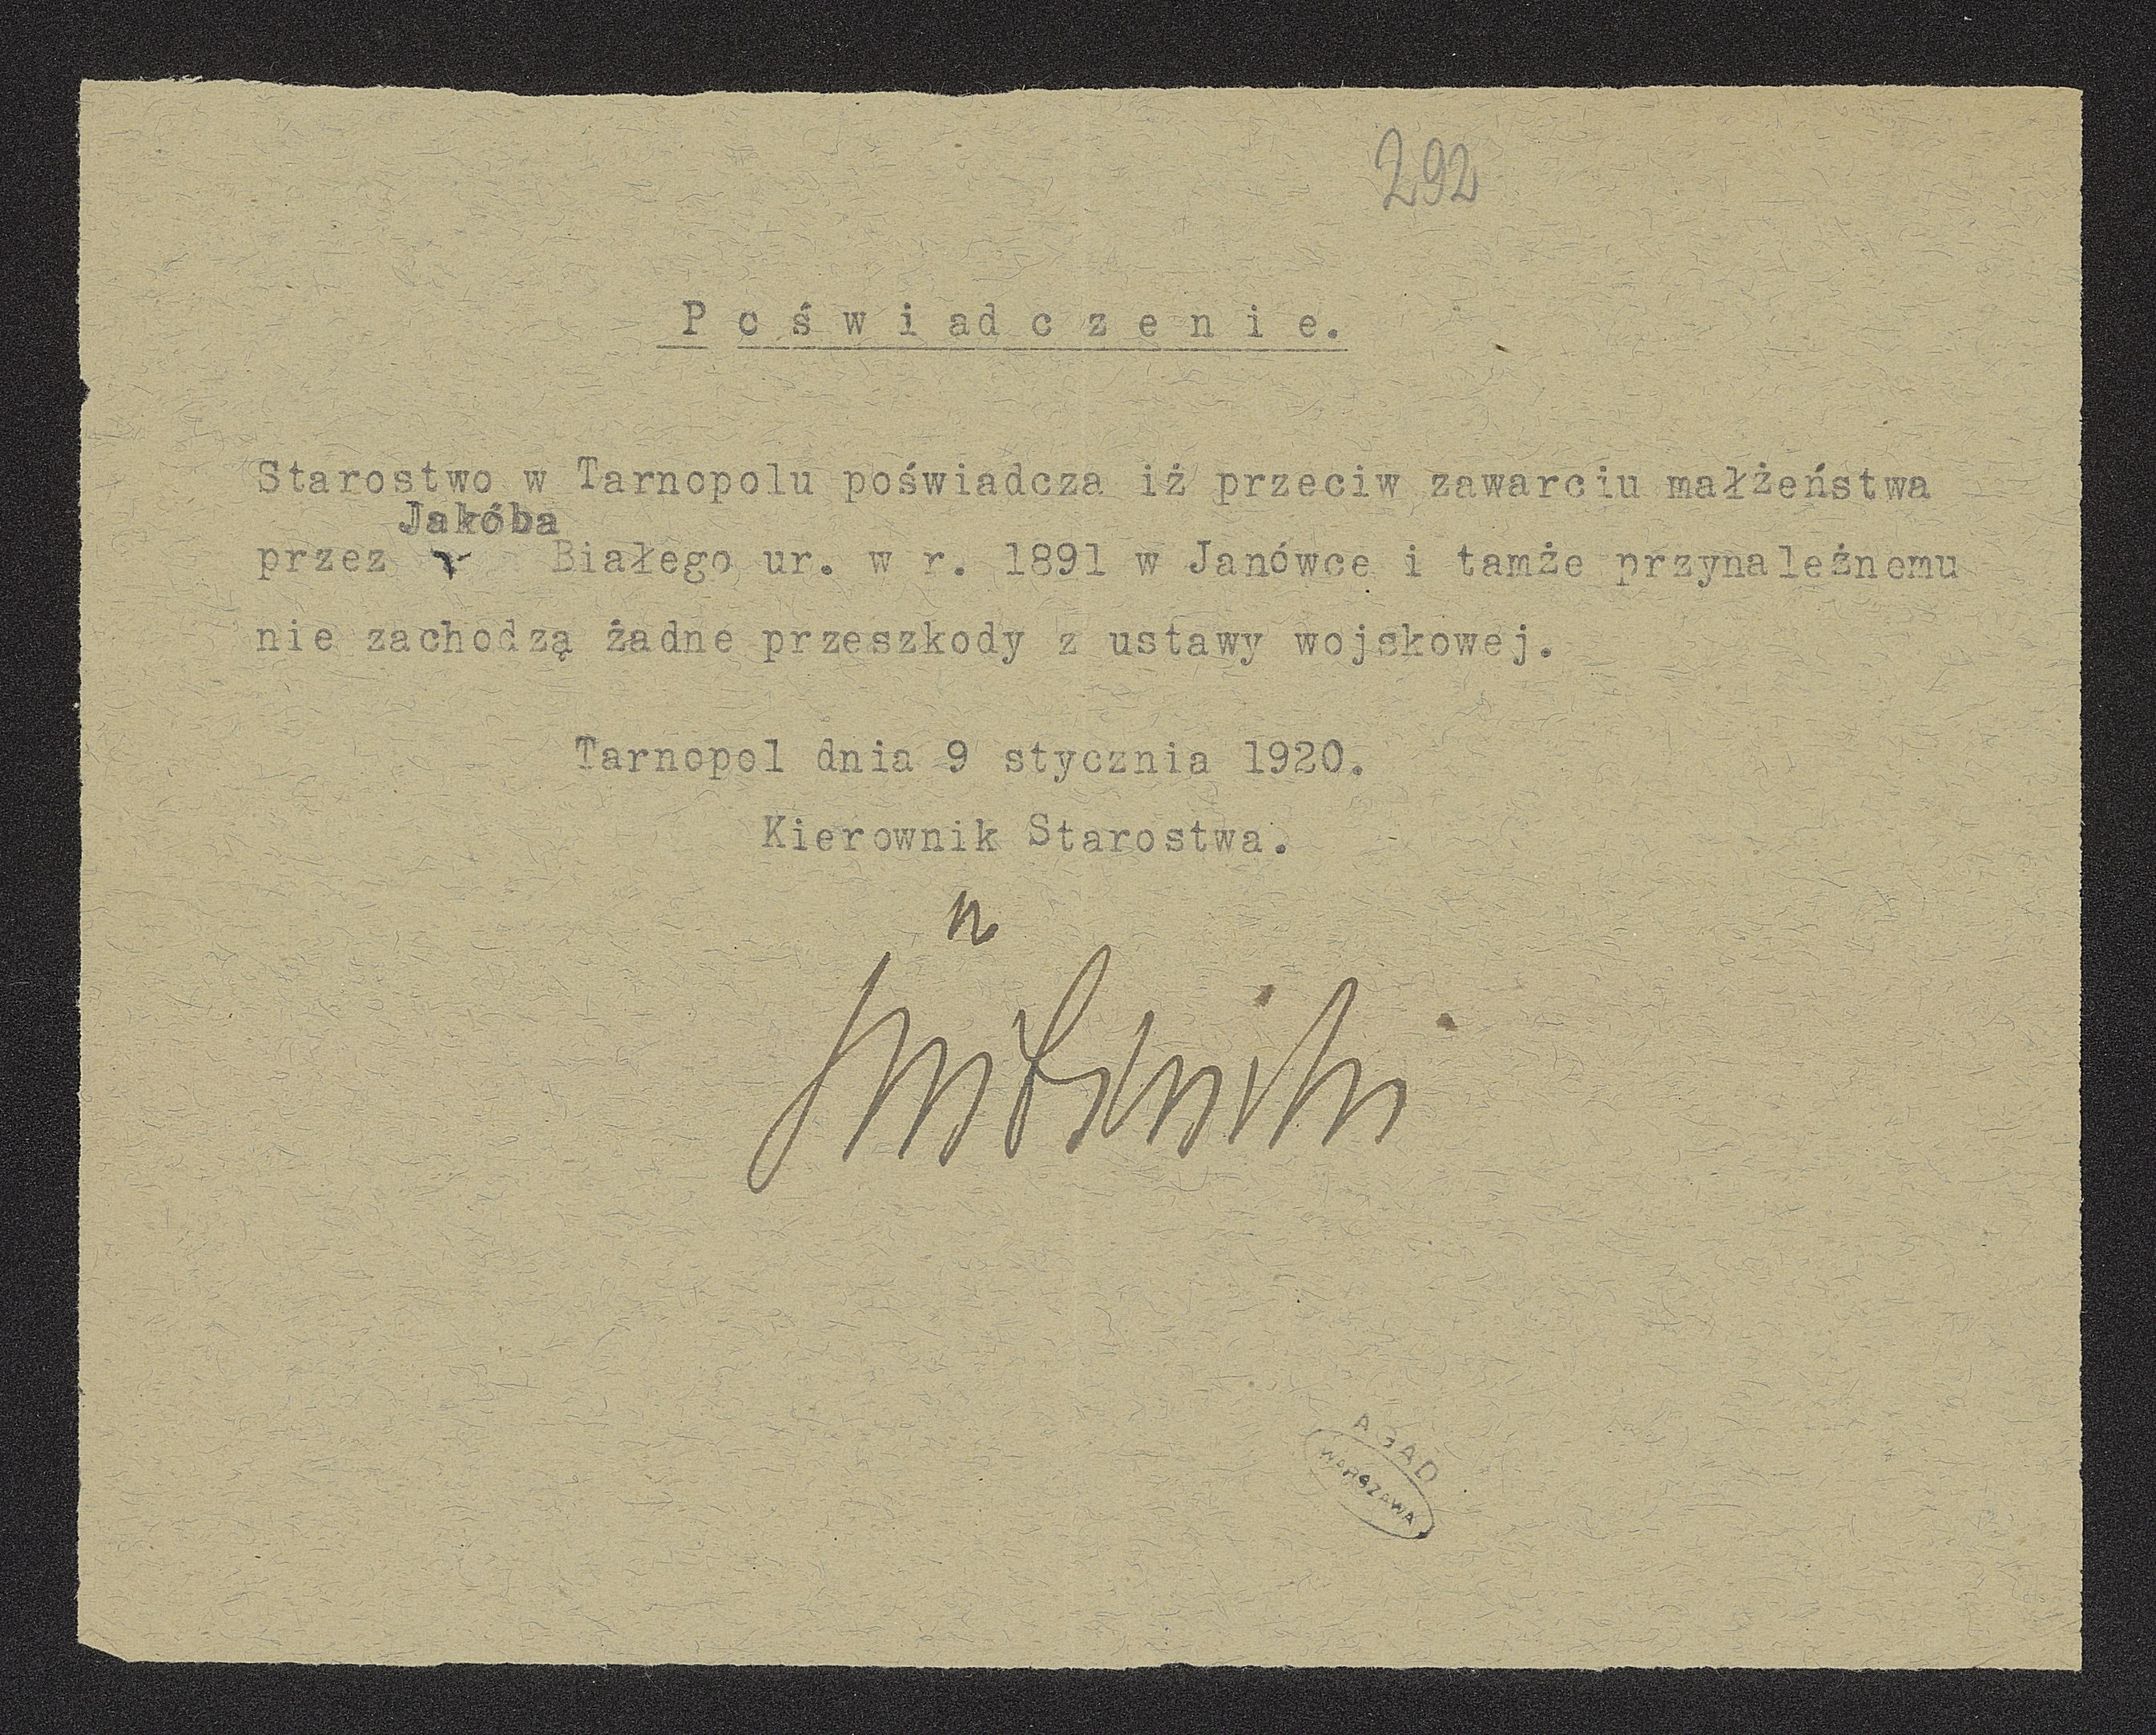 292
Poświadczenie.
Starostwo w Tarnopolu poświadcza iż przeciw zawarciu małżeństwa
Jakóba
przez Białego ur. w r. 1891 w Janówce i tamże przynależnemu
nie zachodzą żadne przeszkody z ustawy wojskowej.
Tarnopol dnia 9 stycznia 1920.
Kierownik Starostwa.
AGAD
WARSZAWA